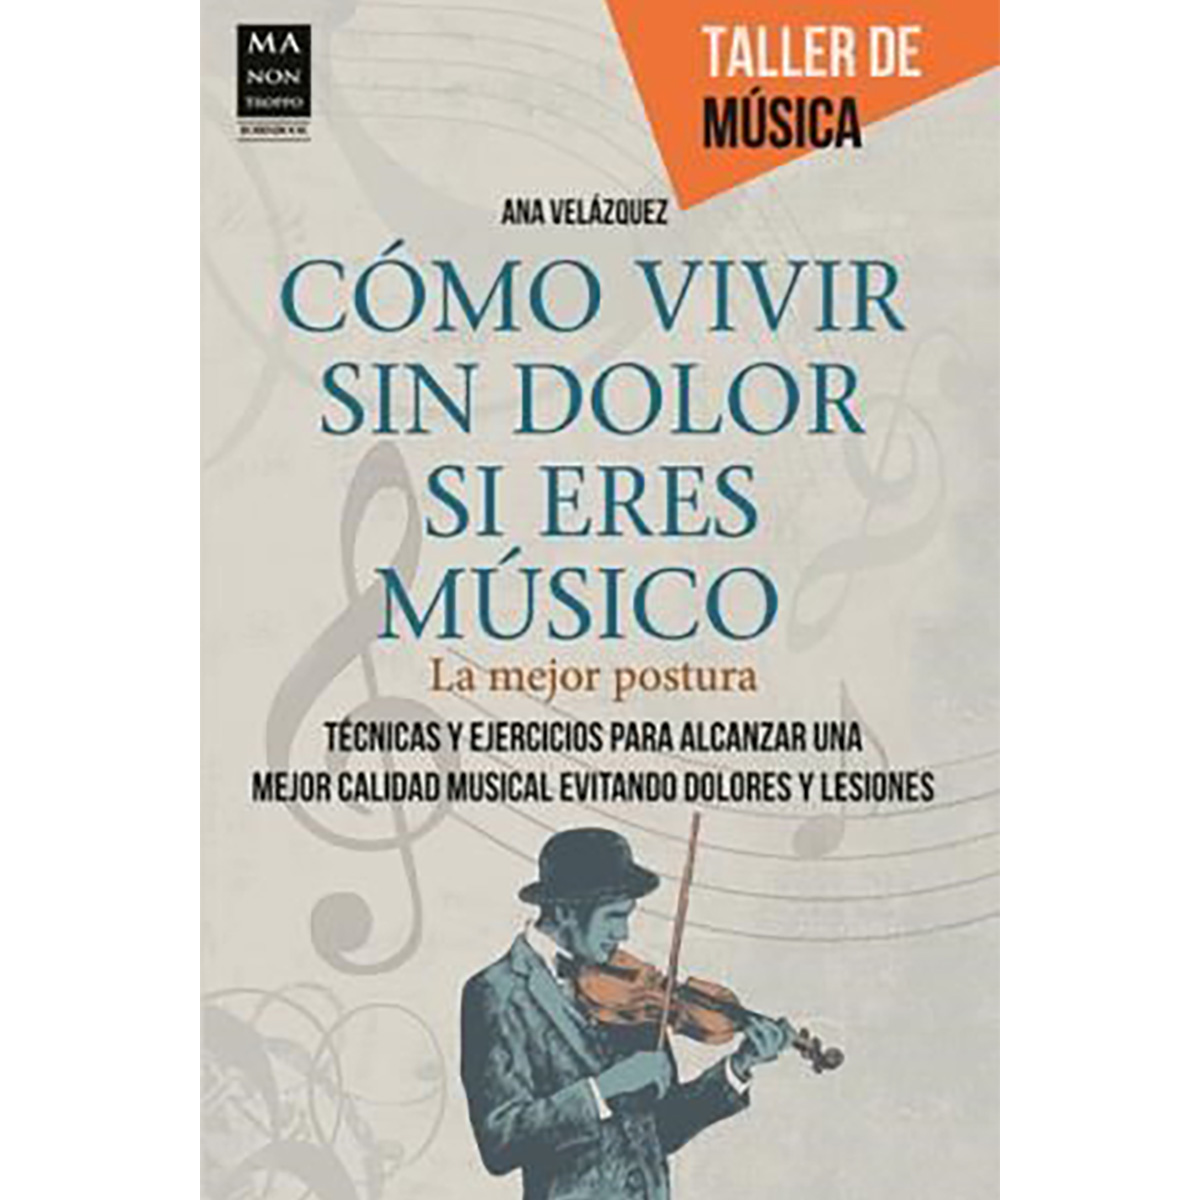 MA
NON
TROPPO
TALLER DE
MÚSICA
ANA VELÁZQUEZ
CÓMO VIVIR
SIN DOLOR
SI ERES
MÚSICO
La mejor postura
TÉCNICAS Y EJERCICIOS PARA ALCANZAR UNA
MEJOR CALIDAD MUSICAL EVITANDO DOLORES Y LESIONES